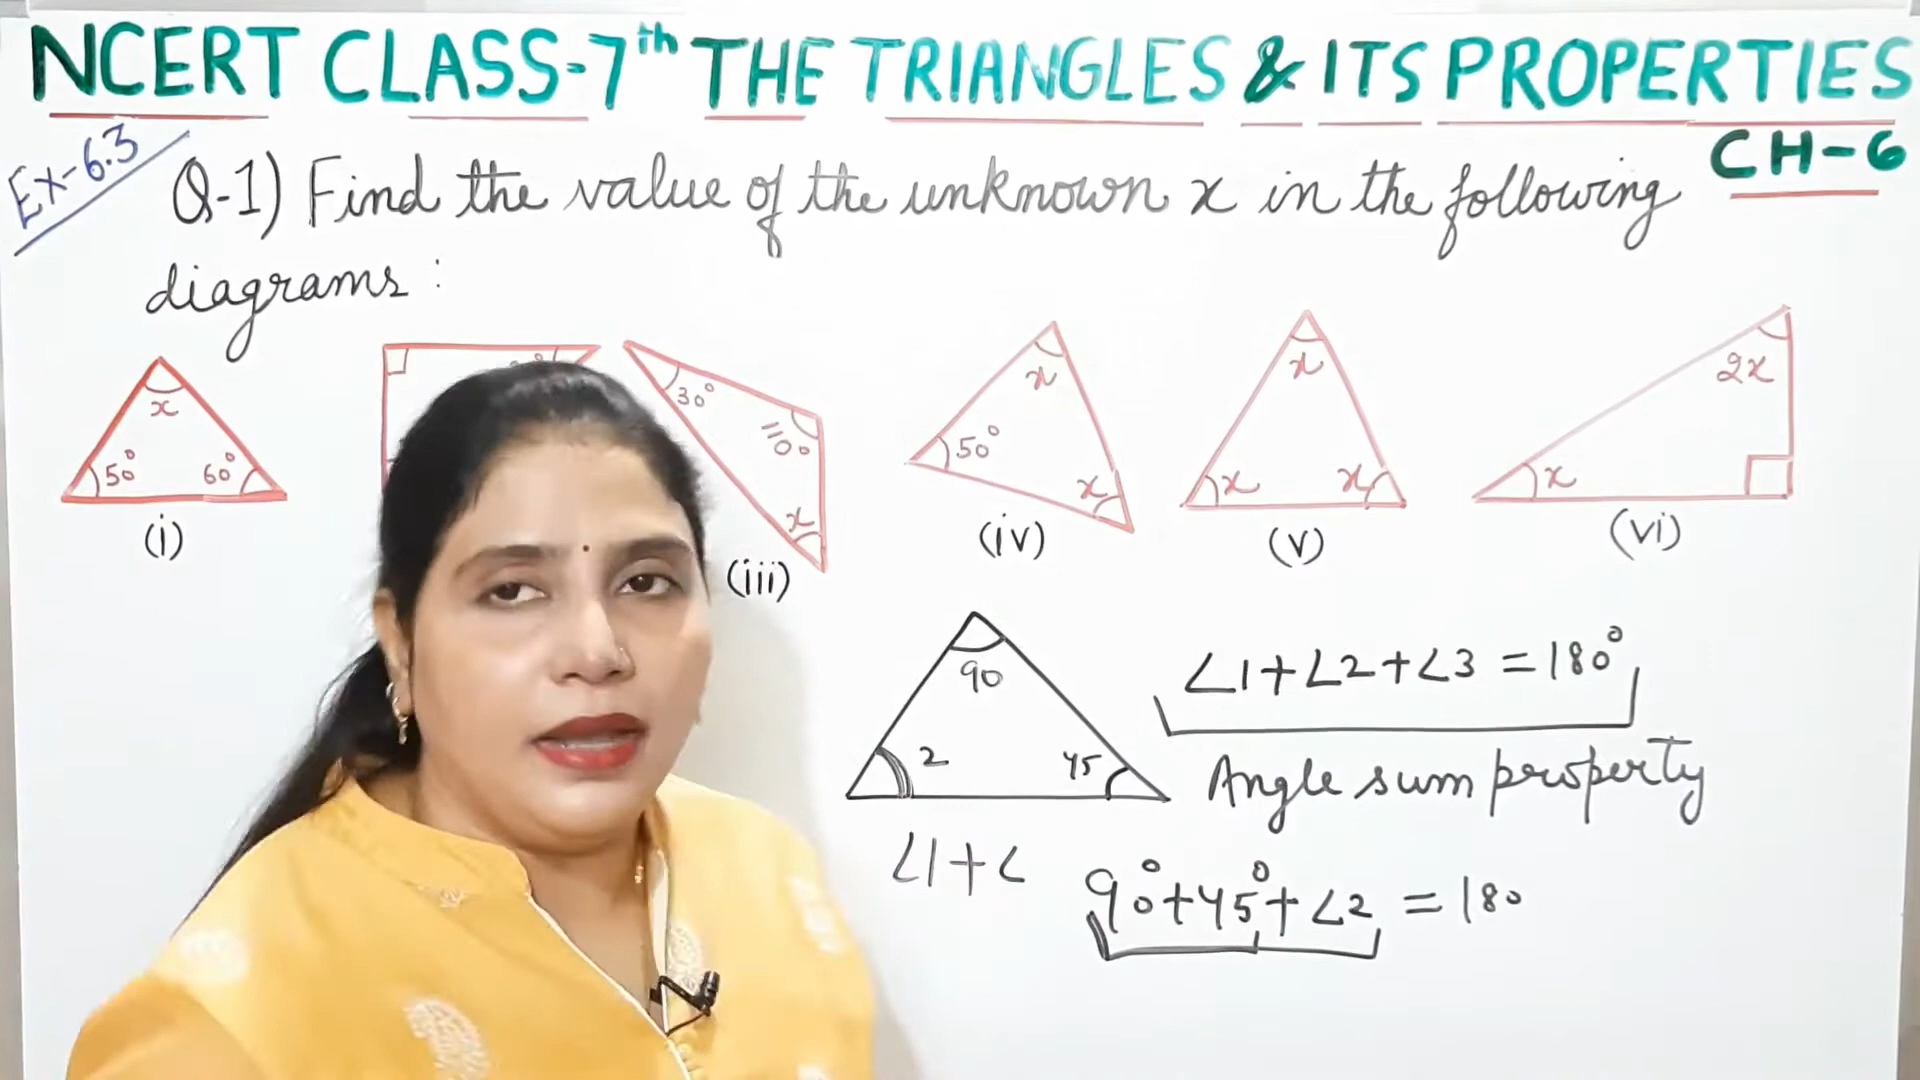 NCERT CLASS-7th THE TRIANGLES & ITS PROPERTIES
CH-6
Ex-6.3
Q-1) Find the value of the unknown x in the following
diagrams :
x
50° 60°
(i)
30°
x
(iii)
x
50°
x
(iv)
x
x x
(v)
2x
x
(vi)
90
2 45
∠1+∠2+∠3 = 180°
Angle sum property
∠1+∠
90°+45°+∠2 = 180